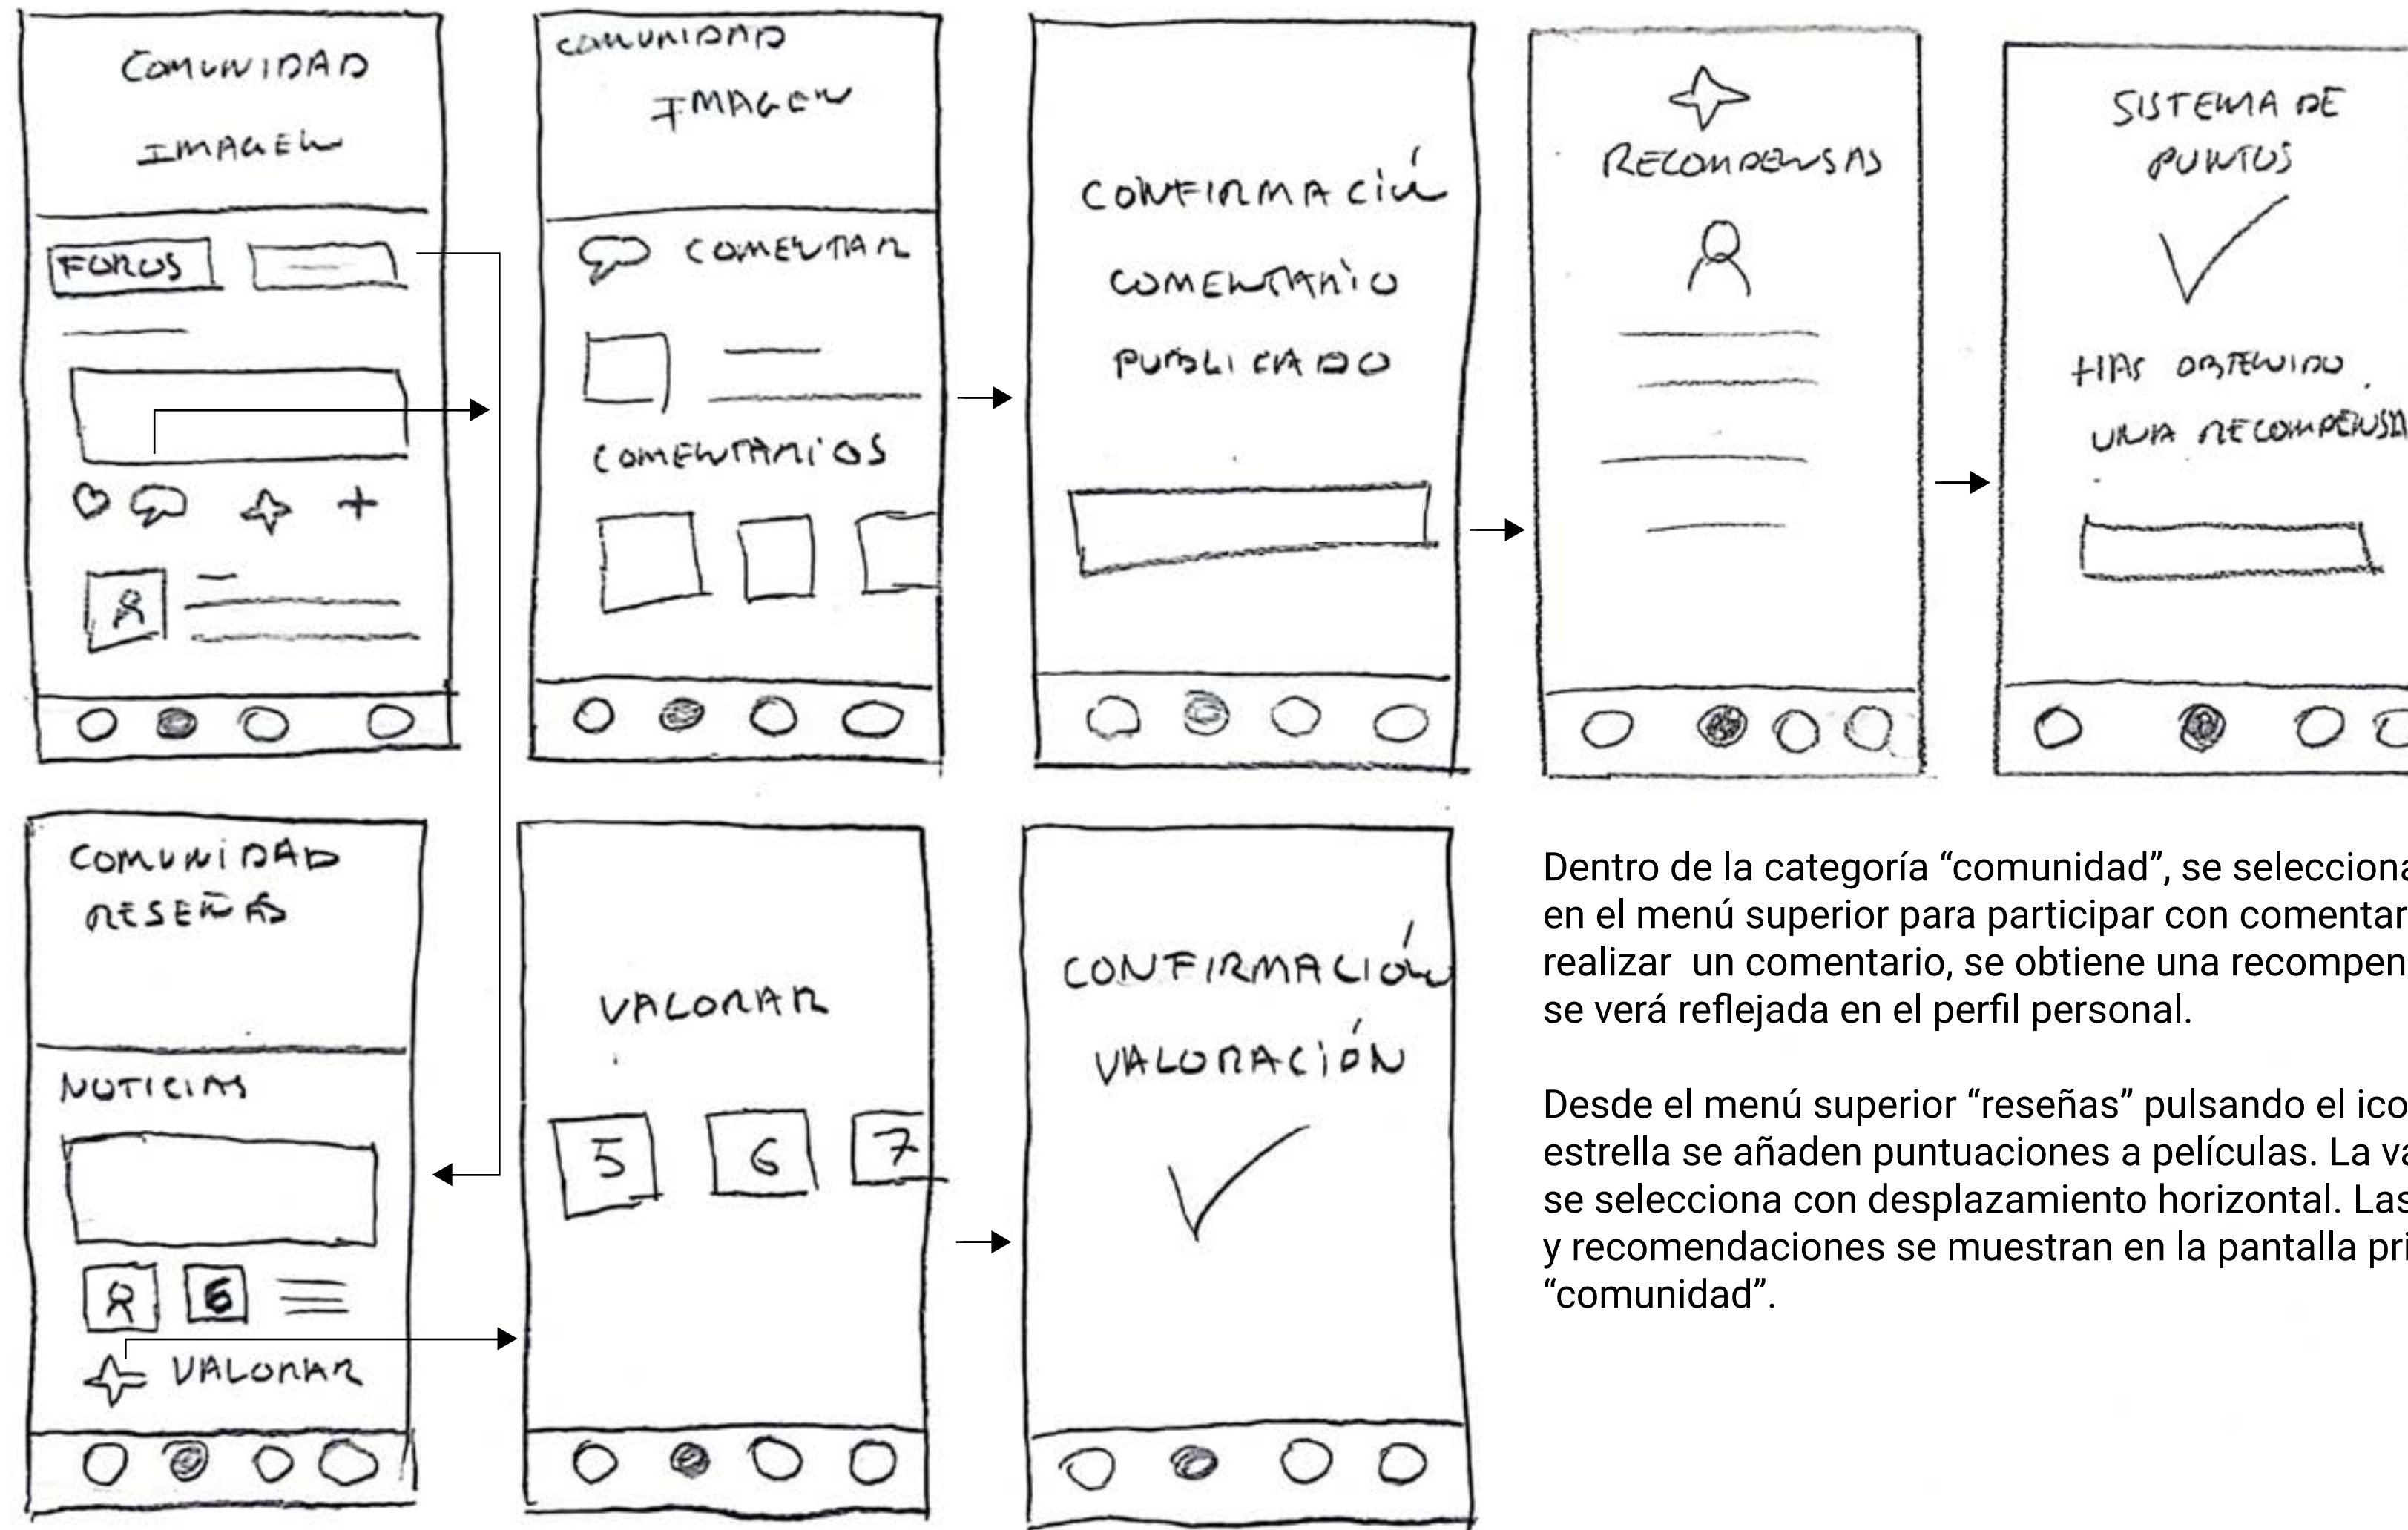 COMUNIDAD
IMAGEN
FOROS
COMUNIDAD
IMAGEN
COMENTAR
COMENTARIOS
CONFIRMACIÓN
COMENTARIO
PUBLICADO
RECOMPENSAS
SISTEMA DE
PUNTOS
HAS OBTENIDO
UNA RECOMPENSA
COMUNIDAD
RESEÑAS
NOTICIAS
6
VALORAR
VALORAR
5 6 7
CONFIRMACIÓN
VALORACIÓN
Dentro de la categoría “comunidad”, se selecciona
en el menú superior para participar con comentar
realizar un comentario, se obtiene una recompen
se verá reflejada en el perfil personal.
Desde el menú superior “reseñas” pulsando el ico
estrella se añaden puntuaciones a películas. La va
se selecciona con desplazamiento horizontal. Las
y recomendaciones se muestran en la pantalla pri
“comunidad”.